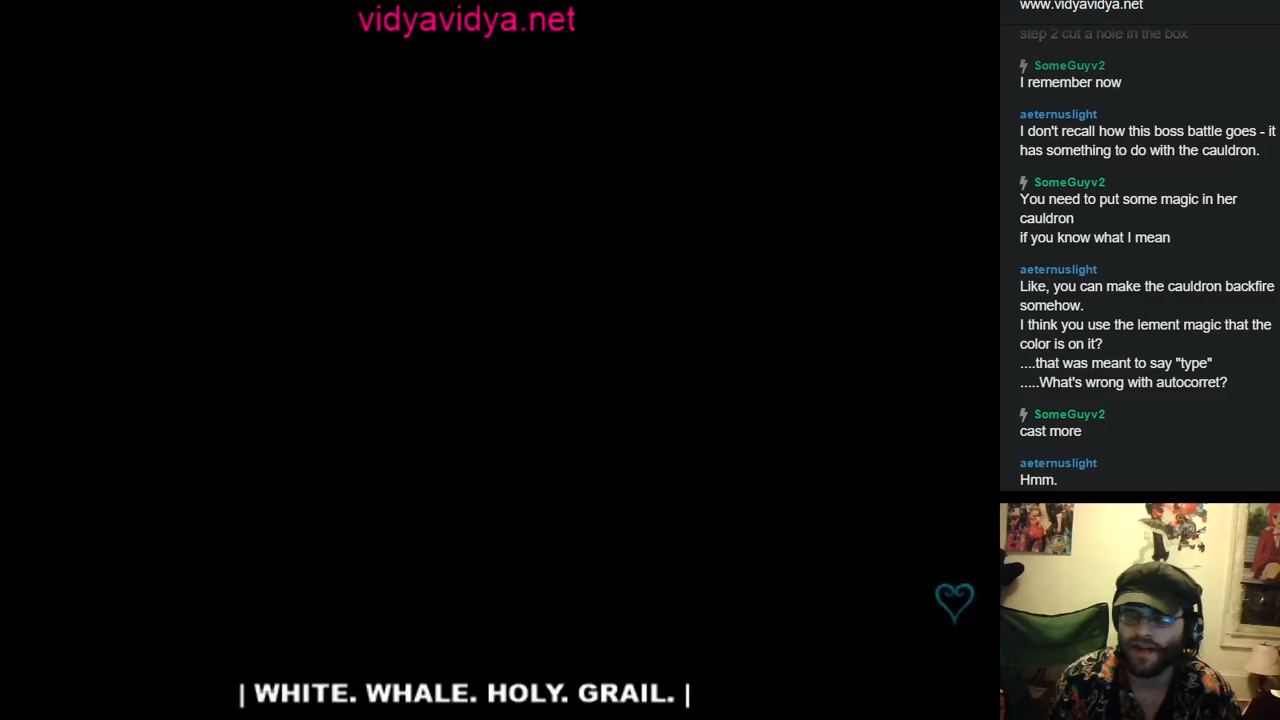 vidyavidya.net
www.vidyavidya.net
step 2 cut a hole in the box
SomeGuyv2
I remember now
aeternuslight
I don't recall how this boss battle goes - it
has something to do with the cauldron.
SomeGuyv2
You need to put some magic in her
cauldron
if you know what I mean
aeternuslight
Like, you can make the cauldron backfire
somehow.
I think you use the lement magic that the
color is on it?
....that was meant to say "type"
.....What's wrong with autocorret?
SomeGuyv2
cast more
aeternuslight
Hmm.
| WHITE. WHALE. HOLY. GRAIL. |